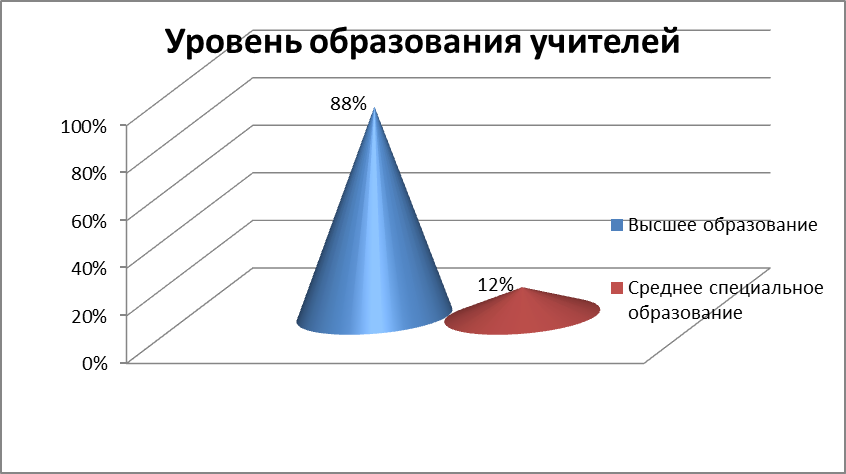 Уровень образования учителей
88%
100%
80%
60%
40%
20%
0%
12%
Высшее образование
Среднее специальное
образование